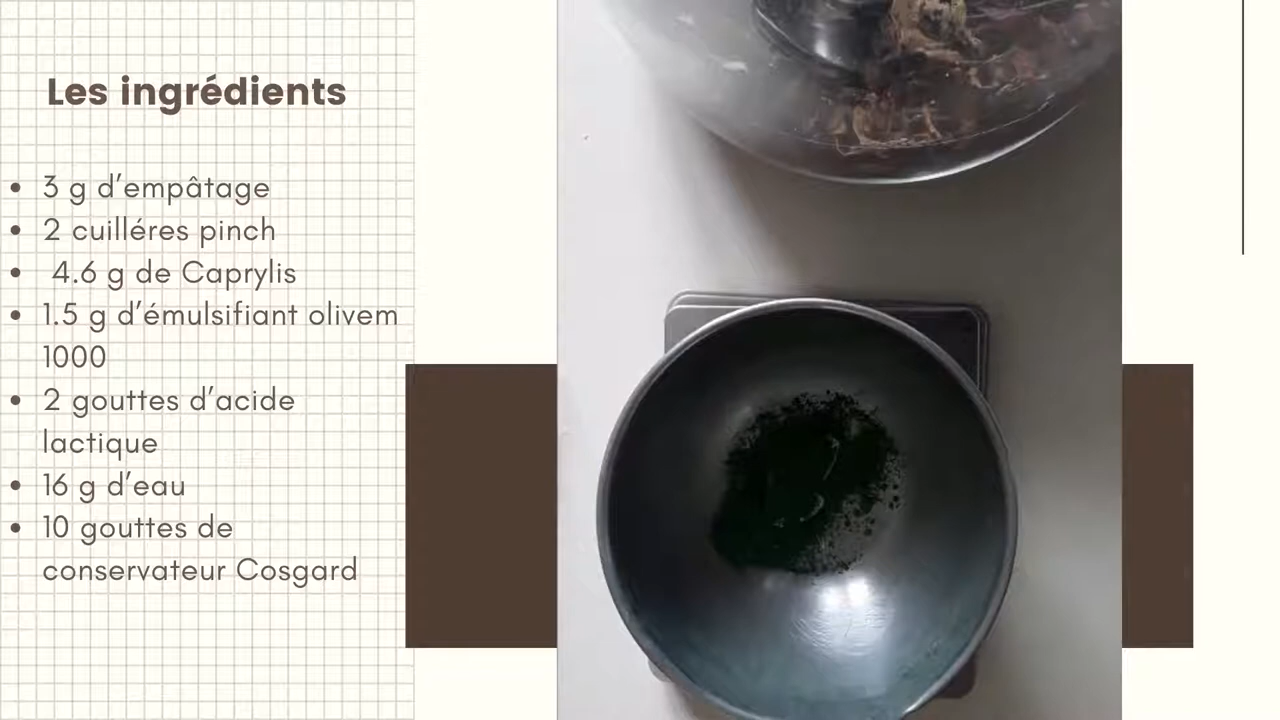 Les ingrédients
• 3 g d’empâtage
• 2 cuilléres pinch
• 4.6 g de Caprylis
• 1.5 g d’émulsifiant olivem
1000
• 2 gouttes d’acide
lactique
• 16 g d’eau
• 10 gouttes de
conservateur Cosgard